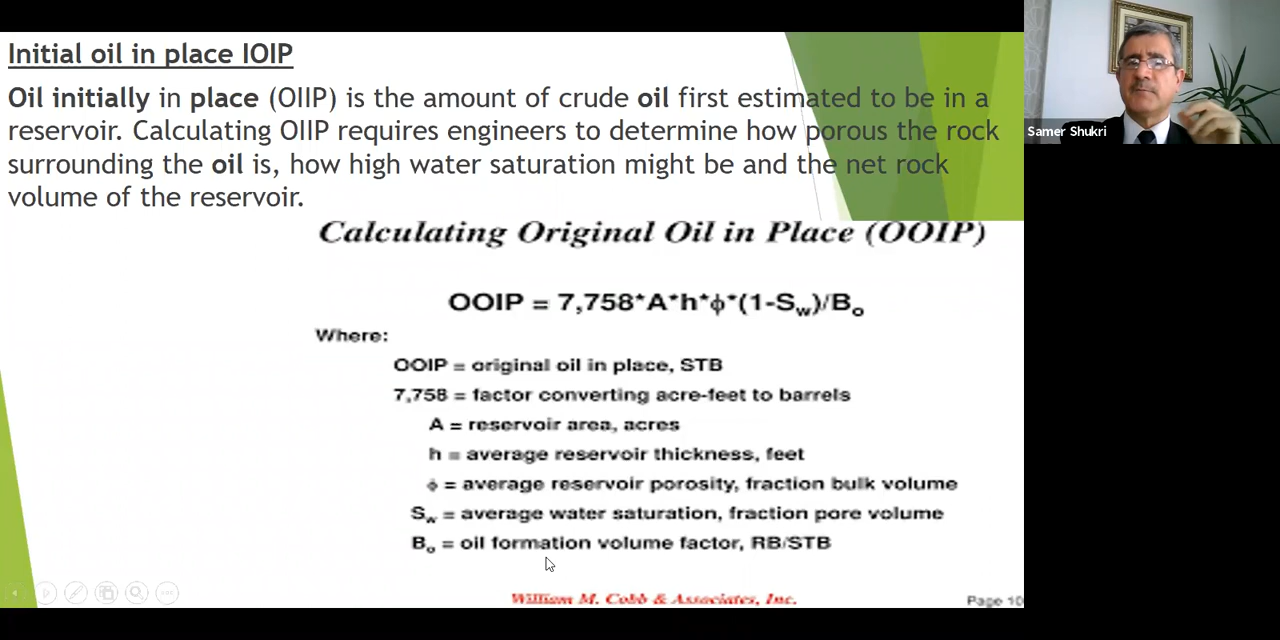 Initial oil in place IOIP
Oil initially in place (OIIP) is the amount of crude oil first estimated to be in a
reservoir. Calculating OIIP requires engineers to determine how porous the rock
surrounding the oil is, how high water saturation might be and the net rock
volume of the reservoir.
Calculating Original Oil in Place (OOIP)
OOIP = 7,758*A*h*ϕ*(1-Sw)/Bo
Where:
OOIP = original oil in place, STB
7,758 = factor converting acre-feet to barrels
A = reservoir area, acres
h = average reservoir thickness, feet
ϕ = average reservoir porosity, fraction bulk volume
Sw = average water saturation, fraction pore volume
Bo = oil formation volume factor, RB/STB
William M. Cobb & Associates, Inc.
Page 10
Samer Shukri